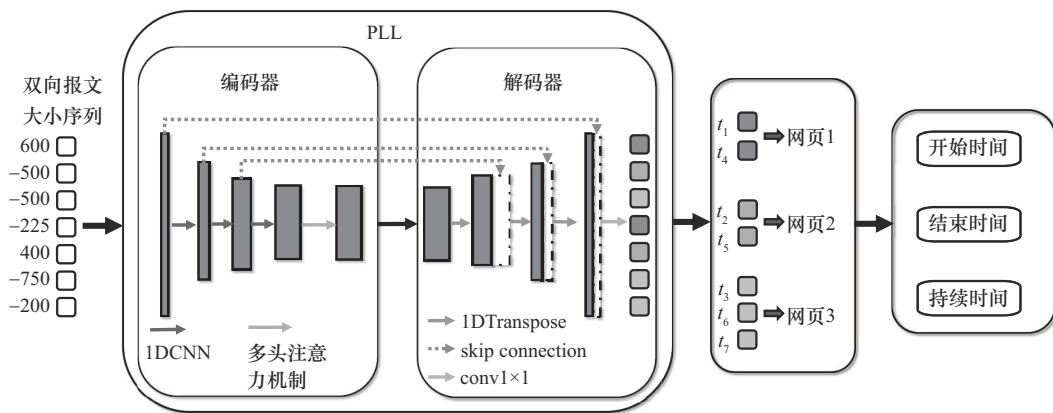 PLL
双向报文
大小序列
600
−500
−500
−225
400
−750
−200
编码器
1DCNN
多头注意
力机制
解码器
1DTranspose
skip connection
conv1×1
t1
t4
网页1
t2
t5
网页2
t3
t6
t7
网页3
开始时间
结束时间
持续时间